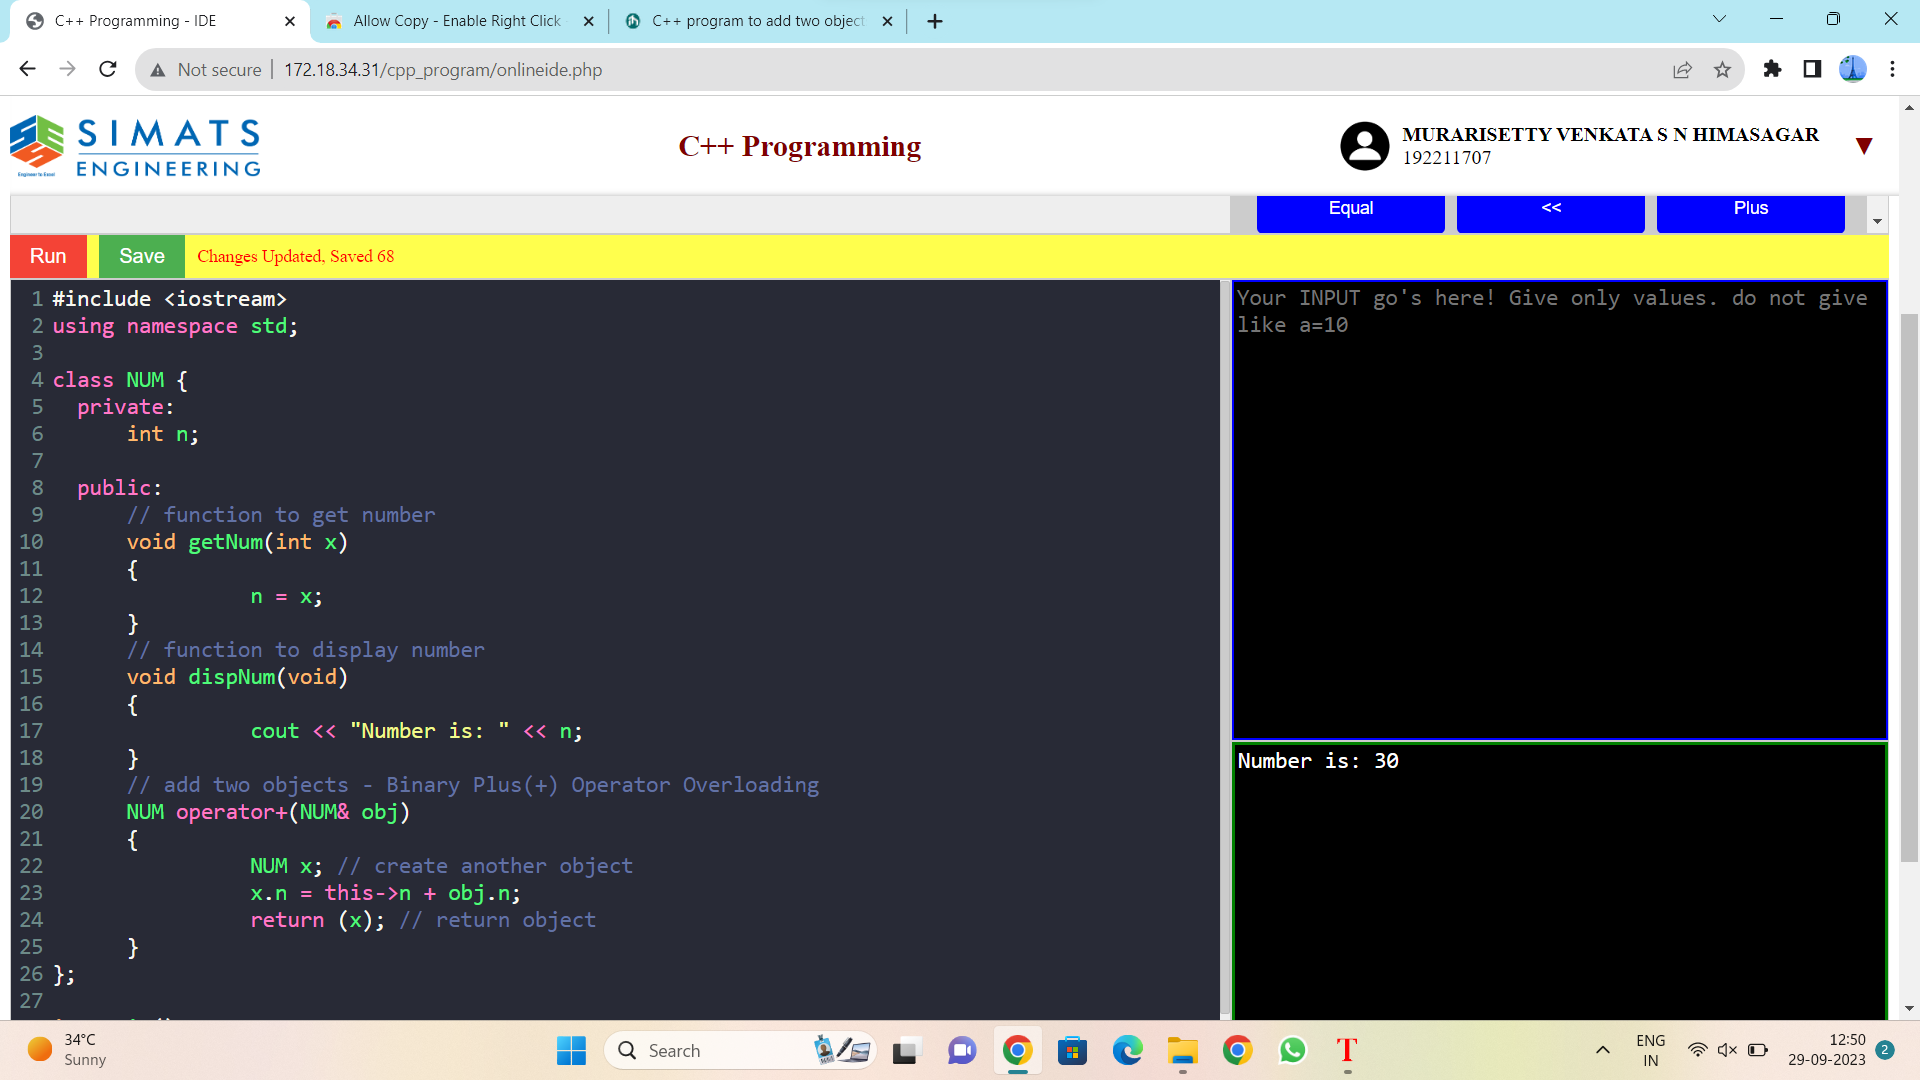 C++ Programming - IDE
Allow Copy - Enable Right Click
C++ program to add two object
Not secure
172.18.34.31/cpp_program/onlineide.php
SIMATS
ENGINEERING
Engineer to Excel
C++ Programming
MURARISETTY VENKATA S N HIMASAGAR
192211707
Equal
<<
Plus
Run
Save
Changes Updated, Saved 68
1 #include <iostream>
2 using namespace std;
3
4 class NUM {
5 private:
6 int n;
7
8 public:
9 // function to get number
10 void getNum(int x)
11 {
12 n = x;
13 }
14 // function to display number
15 void dispNum(void)
16 {
17 cout << "Number is: " << n;
18 }
19 // add two objects - Binary Plus(+) Operator Overloading
20 NUM operator+(NUM& obj)
21 {
22 NUM x; // create another object
23 x.n = this->n + obj.n;
24 return (x); // return object
25 }
26 };
27
Your INPUT go's here! Give only values. do not give
like a=10
Number is: 30
34°C
Sunny
Search
ENG
IN
12:50
29-09-2023
2